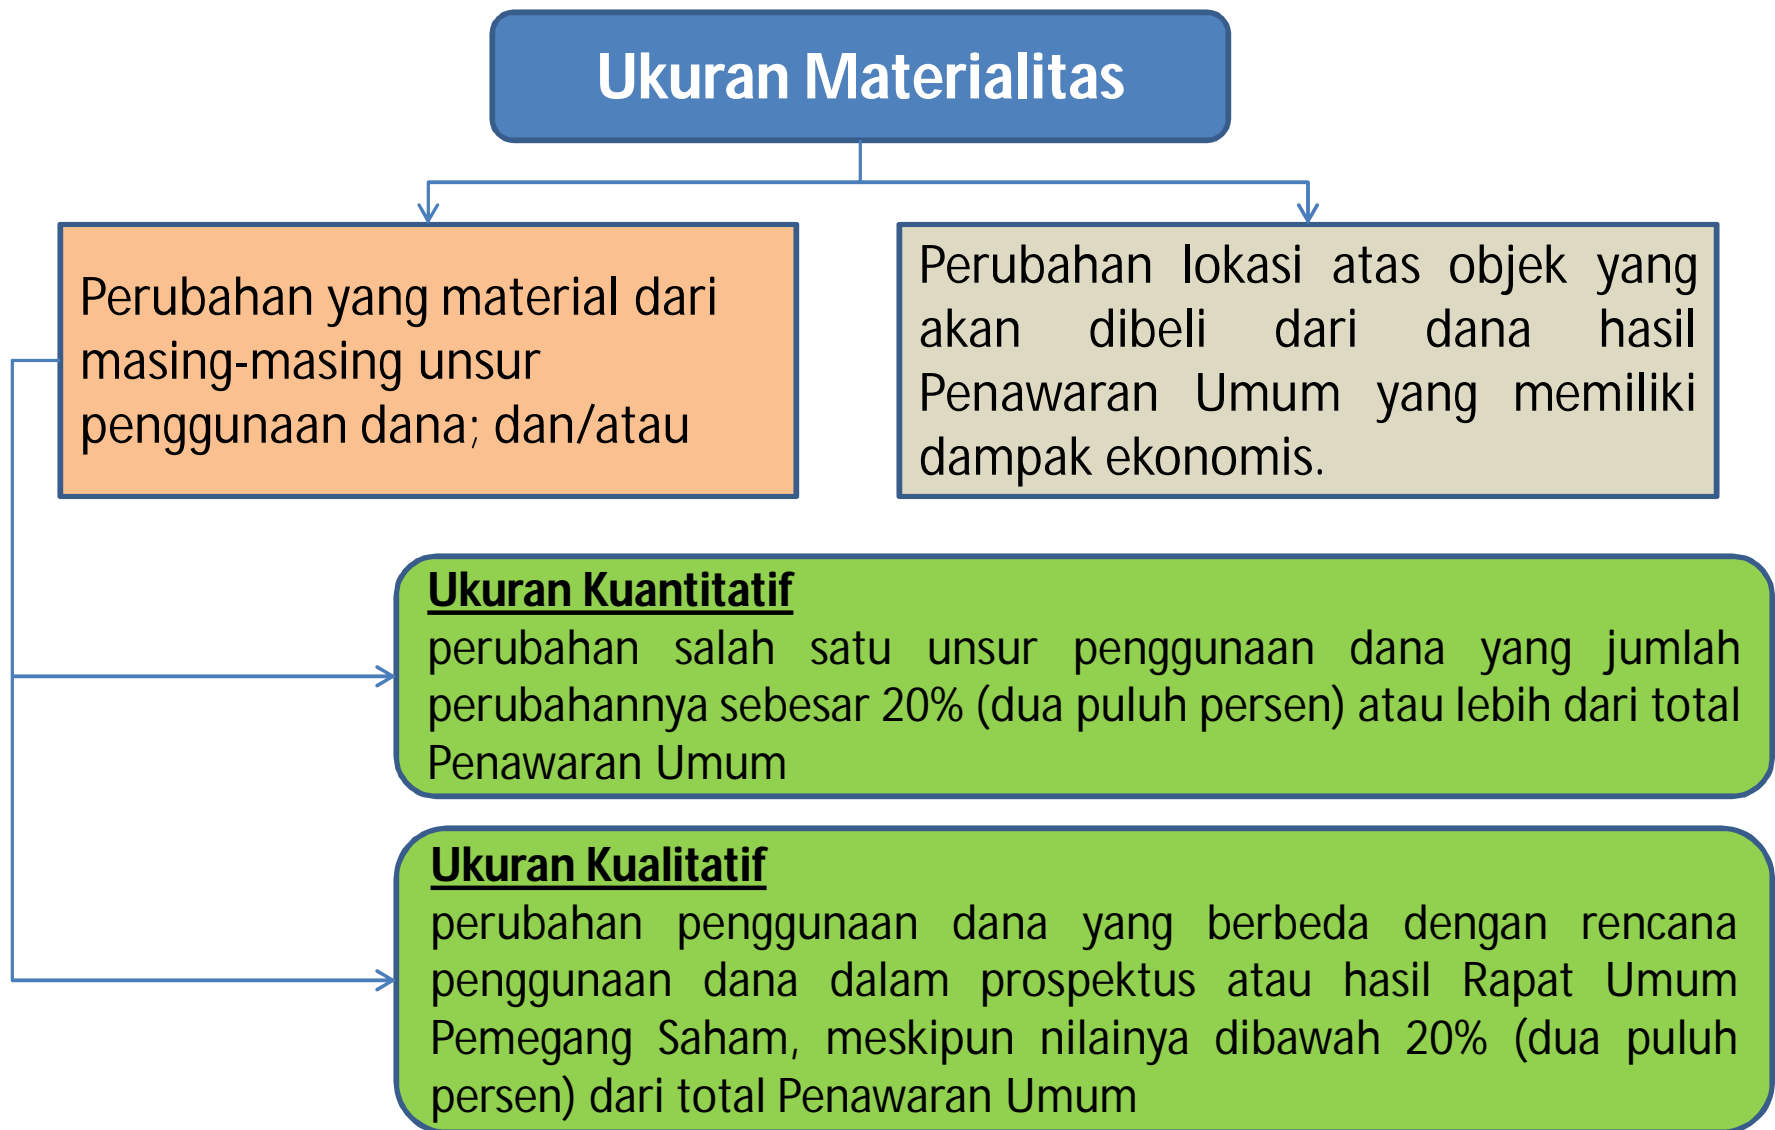 Ukuran Materialitas
Perubahan yang material dari
masing-masing unsur
penggunaan dana; dan/atau
Perubahan lokasi atas objek yang
akan dibeli dari dana hasil
Penawaran Umum yang memiliki
dampak ekonomis.
Ukuran Kuantitatif
perubahan salah satu unsur penggunaan dana yang jumlah
perubahannya sebesar 20% (dua puluh persen) atau lebih dari total
Penawaran Umum
Ukuran Kualitatif
perubahan penggunaan dana yang berbeda dengan rencana
penggunaan dana dalam prospektus atau hasil Rapat Umum
Pemegang Saham, meskipun nilainya dibawah 20% (dua puluh
persen) dari total Penawaran Umum